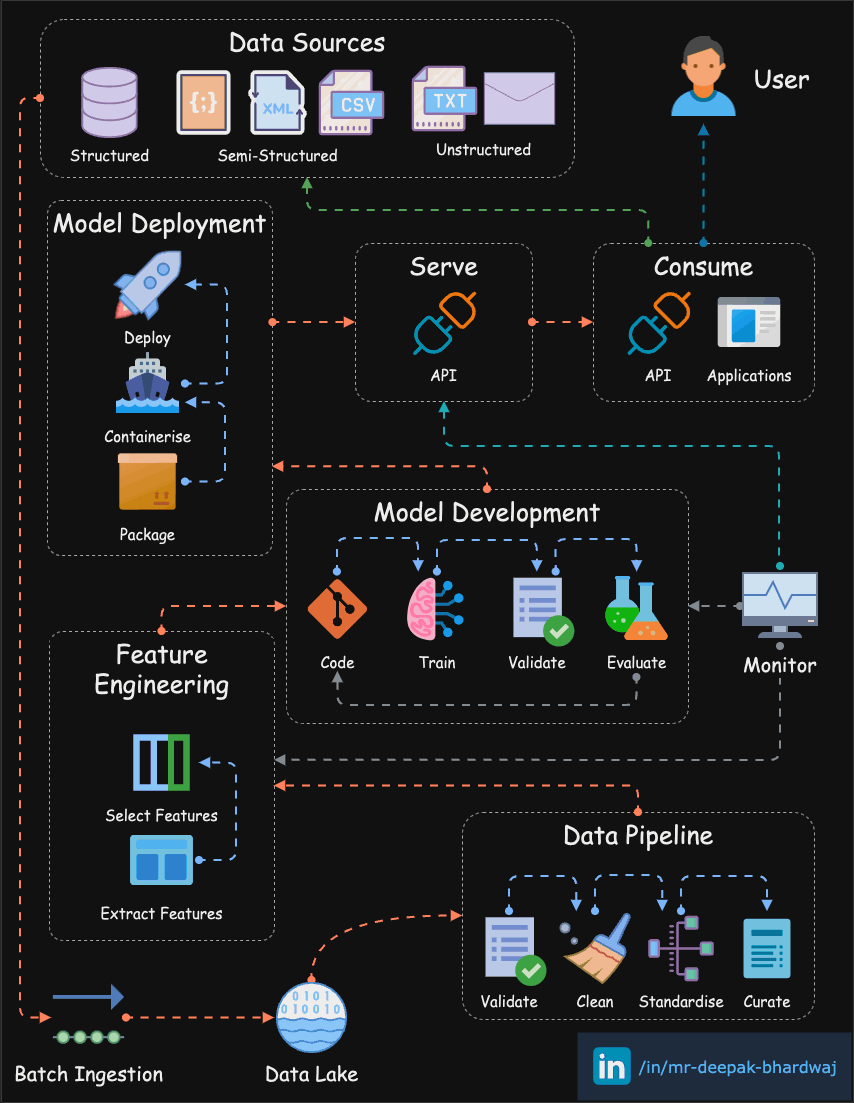 Data Sources
{;}
XML
CSV
TXT
Structured
Semi-Structured
Unstructured
User
Model Deployment
Deploy
Containerise
Package
Serve
API
Consume
API
Applications
Model Development
Code
Train
Validate
Evaluate
Monitor
Feature
Engineering
Select Features
Extract Features
Data Pipeline
Validate
Clean
Standardise
Curate
Batch Ingestion
0101
010010
Data Lake
in
/in/mr-deepak-bhardwaj